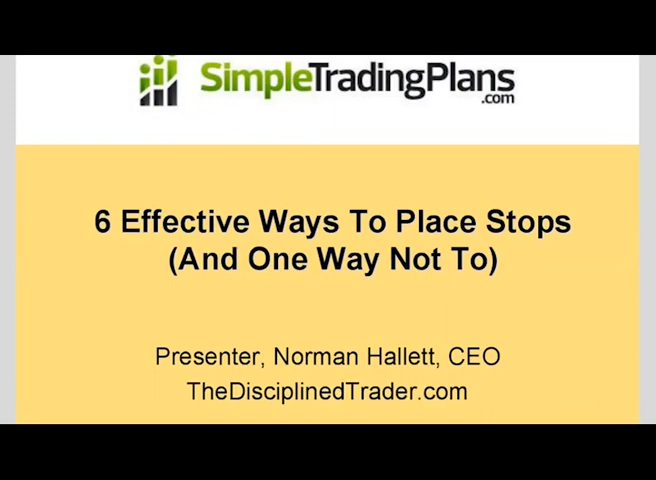 SimpleTradingPlans
.com
6 Effective Ways To Place Stops
(And One Way Not To)
Presenter, Norman Hallett, CEO
TheDisciplinedTrader.com